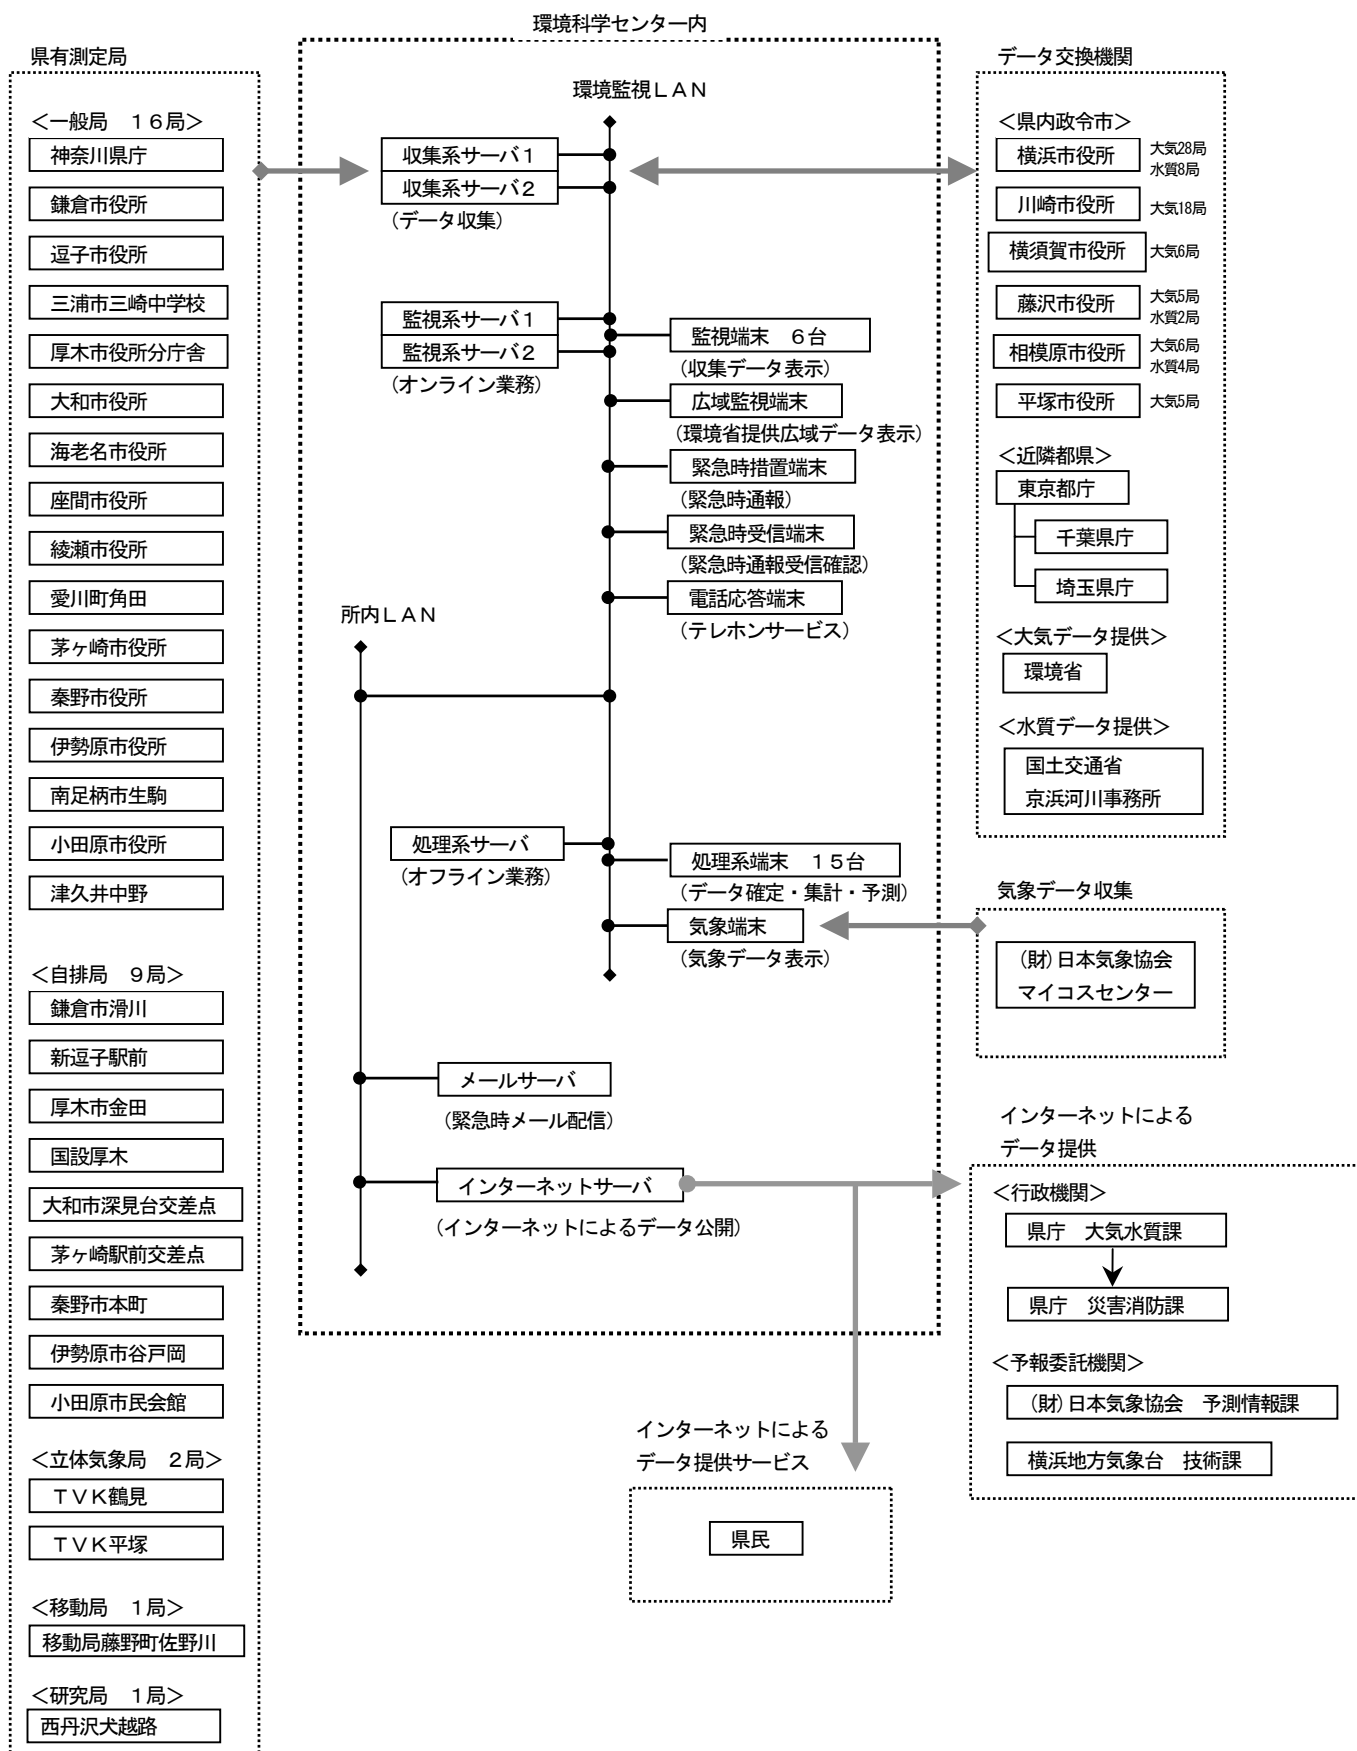 環境科学センター内
県有測定局
<一般局　１６局>
神奈川県庁
鎌倉市役所
逗子市役所
三浦市三崎中学校
厚木市役所分庁舎
大和市役所
海老名市役所
座間市役所
綾瀬市役所
愛川町角田
茅ヶ崎市役所
秦野市役所
伊勢原市役所
南足柄市生駒
小田原市役所
津久井中野
<自排局　９局>
鎌倉市滑川
新逗子駅前
厚木市金田
国設厚木
大和市深見台交差点
茅ヶ崎駅前交差点
秦野市本町
伊勢原市谷戸岡
小田原市民会館
<立体気象局　２局>
ＴＶＫ鶴見
ＴＶＫ平塚
<移動局　１局>
移動局藤野町佐野川
<研究局　１局>
西丹沢犬越路
環境監視ＬＡＮ
収集系サーバ１
収集系サーバ２
(データ収集)
監視系サーバ１
監視系サーバ２
(オンライン業務)
監視端末　６台
(収集データ表示)
広域監視端末
(環境省提供広域データ表示)
緊急時措置端末
(緊急時通報)
緊急時受信端末
(緊急時通報受信確認)
電話応答端末
(テレホンサービス)
所内ＬＡＮ
処理系サーバ
(オフライン業務)
処理系端末　１５台
(データ確定・集計・予測)
気象端末
(気象データ表示)
メールサーバ
(緊急時メール配信)
インターネットサーバ
(インターネットによるデータ公開)
データ交換機関
<県内政令市>
横浜市役所
大気28局
水質8局
川崎市役所
大気18局
横須賀市役所
大気6局
藤沢市役所
大気5局
水質2局
相模原市役所
大気6局
水質4局
平塚市役所
大気5局
<近隣都県>
東京都庁
千葉県庁
埼玉県庁
<大気データ提供>
環境省
<水質データ提供>
国土交通省
京浜河川事務所
気象データ収集
(財)日本気象協会
マイコスセンター
インターネットによる
データ提供
<行政機関>
県庁　大気水質課
県庁　災害消防課
<予報委託機関>
(財)日本気象協会　予測情報課
横浜地方気象台　技術課
インターネットによる
データ提供サービス
県民